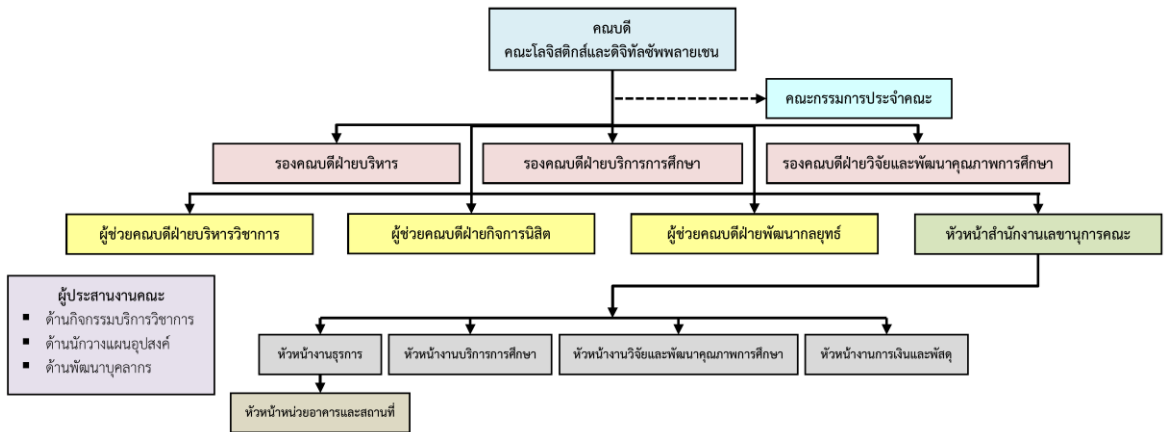 คณบดี
คณะโลจิสติกส์และดิจิทัลซัพพลายเชน
คณะกรรมการประจำคณะ
รองคณบดีฝ่ายบริหาร
รองคณบดีฝ่ายบริการการศึกษา
รองคณบดีฝ่ายวิจัยและพัฒนาคุณภาพการศึกษา
ผู้ช่วยคณบดีฝ่ายบริหารวิชาการ
ผู้ช่วยคณบดีฝ่ายกิจการนิสิต
ผู้ช่วยคณบดีฝ่ายพัฒนากลยุทธ์
หัวหน้าสำนักงานเลขานุการคณะ
ผู้ประสานงานคณะ
▪ ด้านกิจกรรมบริการวิชาการ
▪ ด้านนักวางแผนอุปสงค์
▪ ด้านพัฒนาบุคลากร
หัวหน้างานธุรการ
หัวหน้างานบริการการศึกษา
หัวหน้างานวิจัยและพัฒนาคุณภาพการศึกษา
หัวหน้างานการเงินและพัสดุ
หัวหน้าหน่วยอาคารและสถานที่